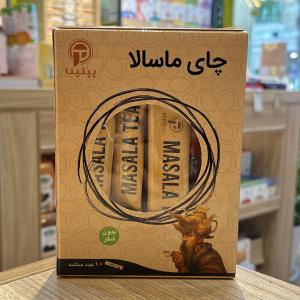 چای ماسالا
پپتینا
MASALA TEA
MASALA
بدون
شکر
۱۰ عدد ساشه